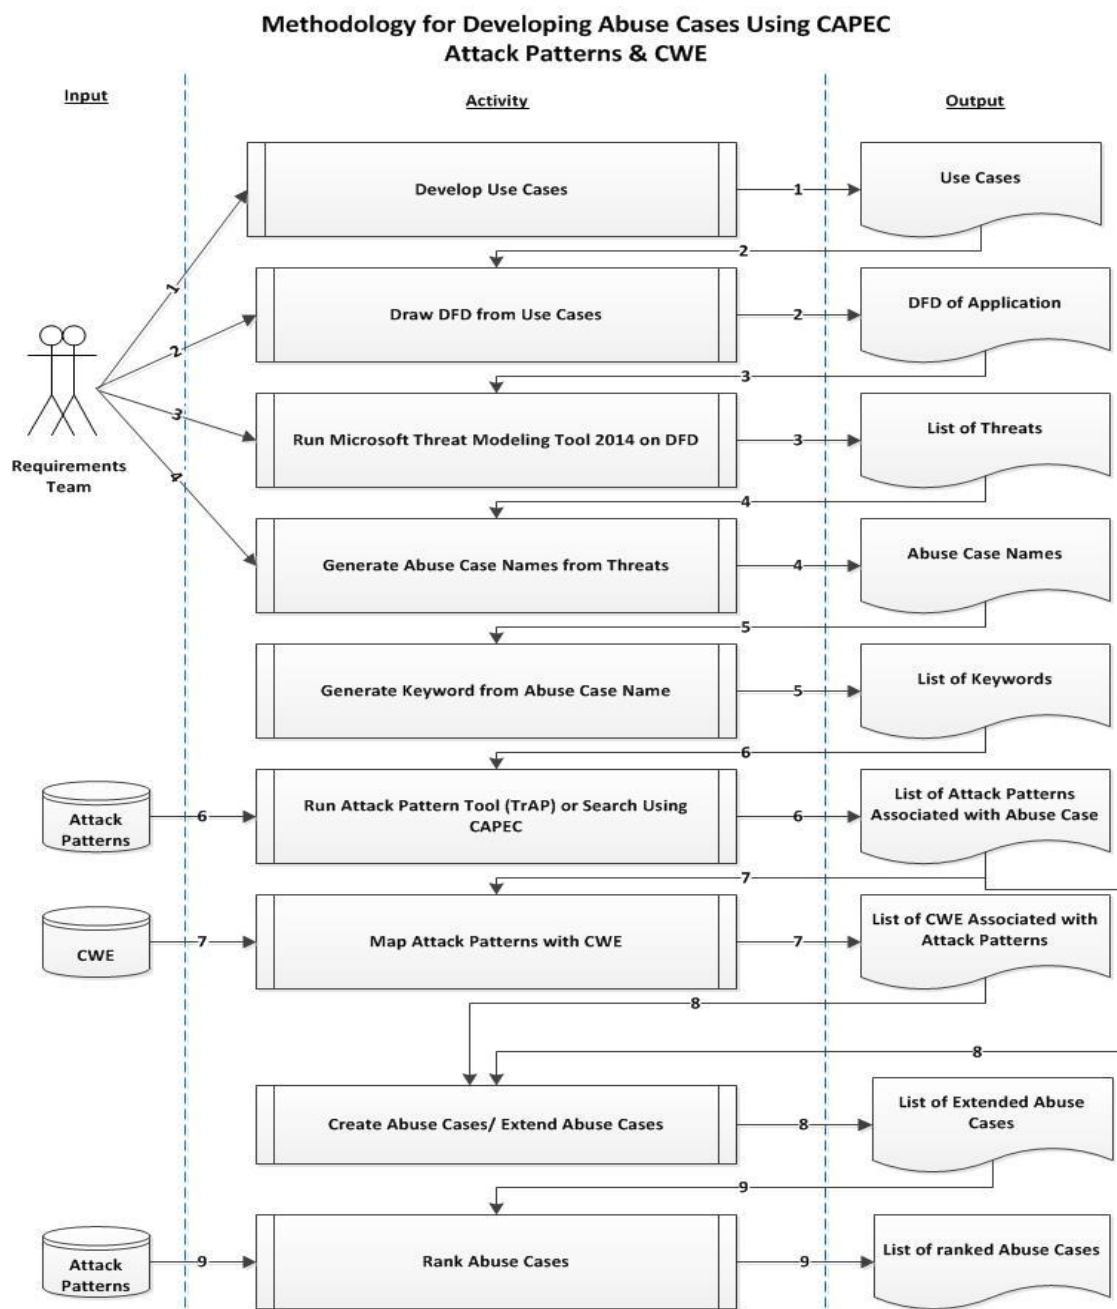 Methodology for Developing Abuse Cases Using CAPEC
Attack Patterns & CWE
Input
Activity
Output
Develop Use Cases
1
Use Cases
1
2
Draw DFD from Use Cases
2
DFD of Application
2
3
Run Microsoft Threat Modeling Tool 2014 on DFD
3
List of Threats
3
4
Requirements
Team
4
Generate Abuse Case Names from Threats
4
Abuse Case Names
5
Generate Keyword from Abuse Case Name
5
List of Keywords
6
Attack
Patterns
6
Run Attack Pattern Tool (TrAP) or Search Using
CAPEC
6
List of Attack Patterns
Associated with Abuse Case
7
CWE
7
Map Attack Patterns with CWE
7
List of CWE Associated with
Attack Patterns
8
8
Create Abuse Cases/ Extend Abuse Cases
8
List of Extended Abuse
Cases
9
Attack
Patterns
9
Rank Abuse Cases
9
List of ranked Abuse Cases